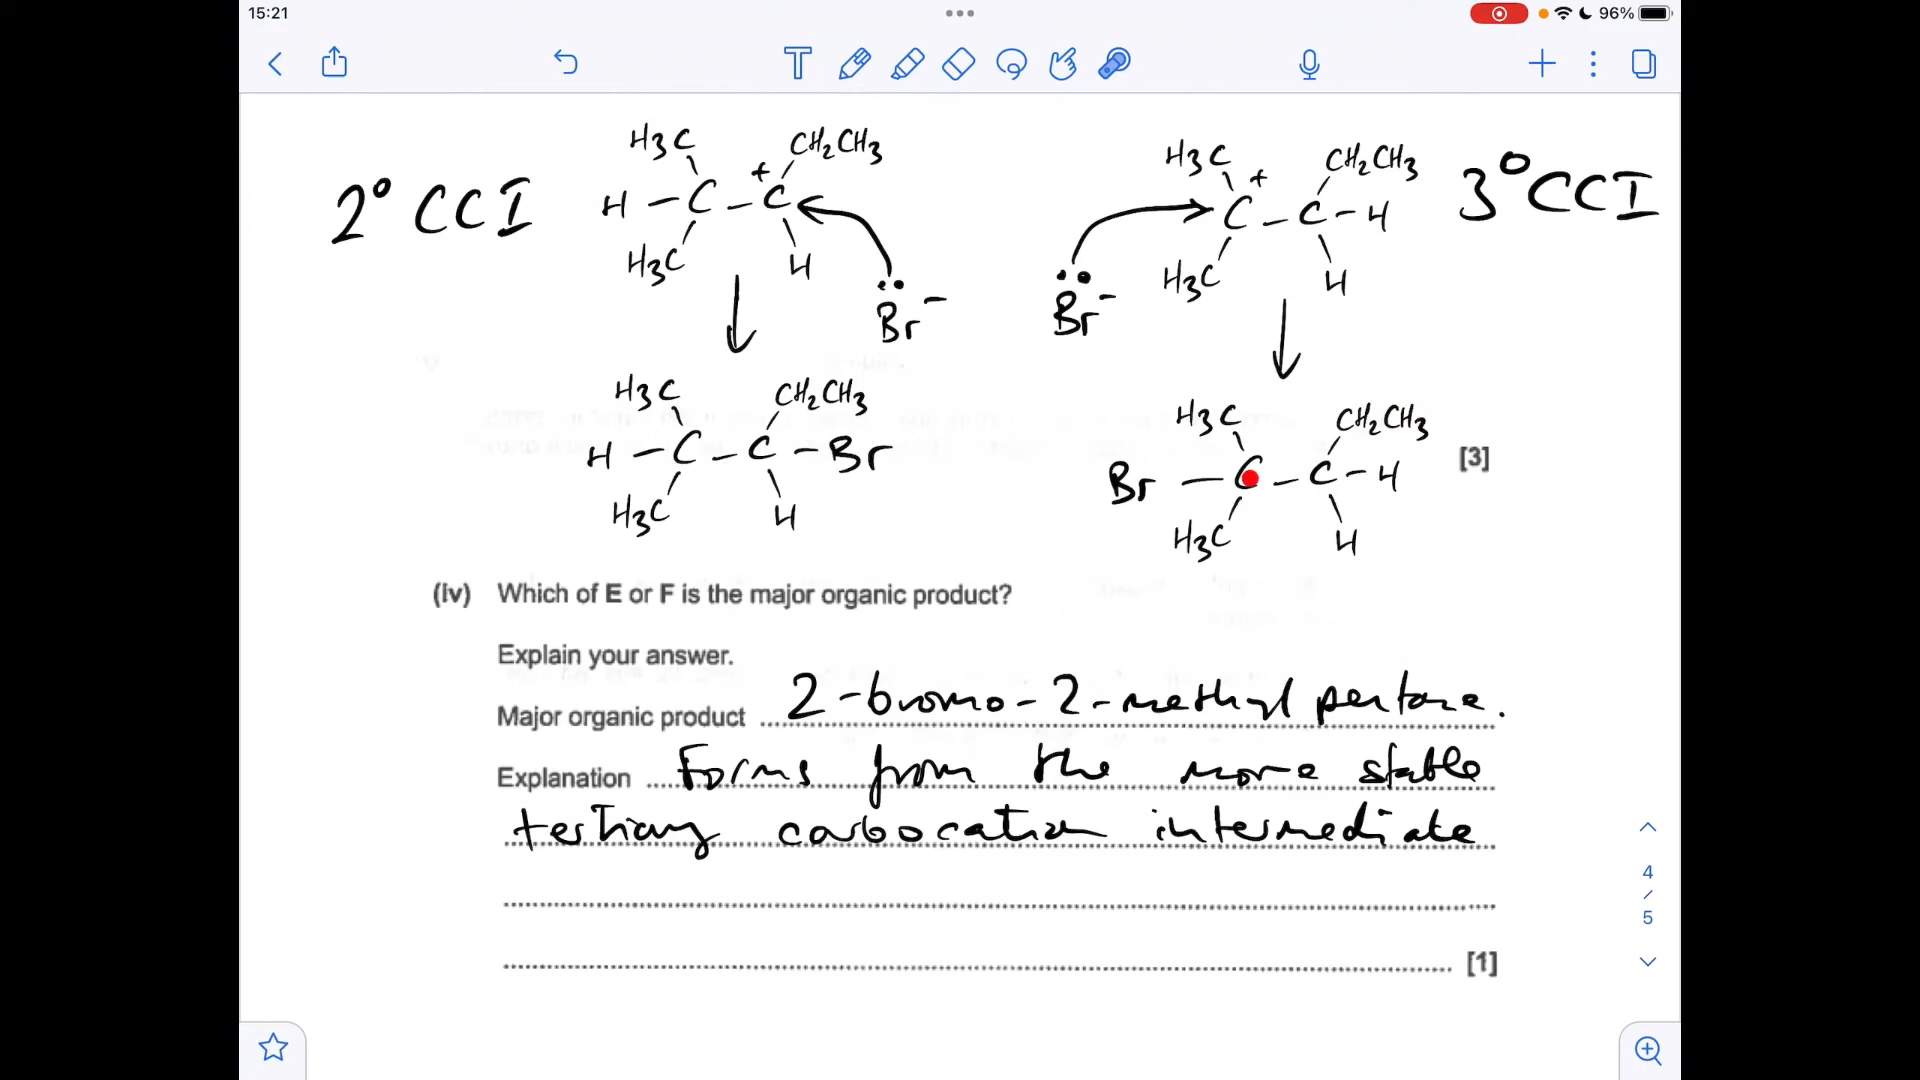 15:21
96%
H3C CH2CH3
+
2° CCI H – C – C
H3C H
Br –
H3C CH2CH3
+
C – C – H 3° CCI
H3C H
Br –
H3C CH2CH3
H – C – C – Br
H3C H
H3C CH2CH3
Br – C – C – H [3]
H3C H
(iv) Which of E or F is the major organic product?
Explain your answer.
Major organic product 2-bromo-2-methyl pentane.
Explanation Forms from the more stable
tertiary carbocation intermediate
[1]
4
/
5